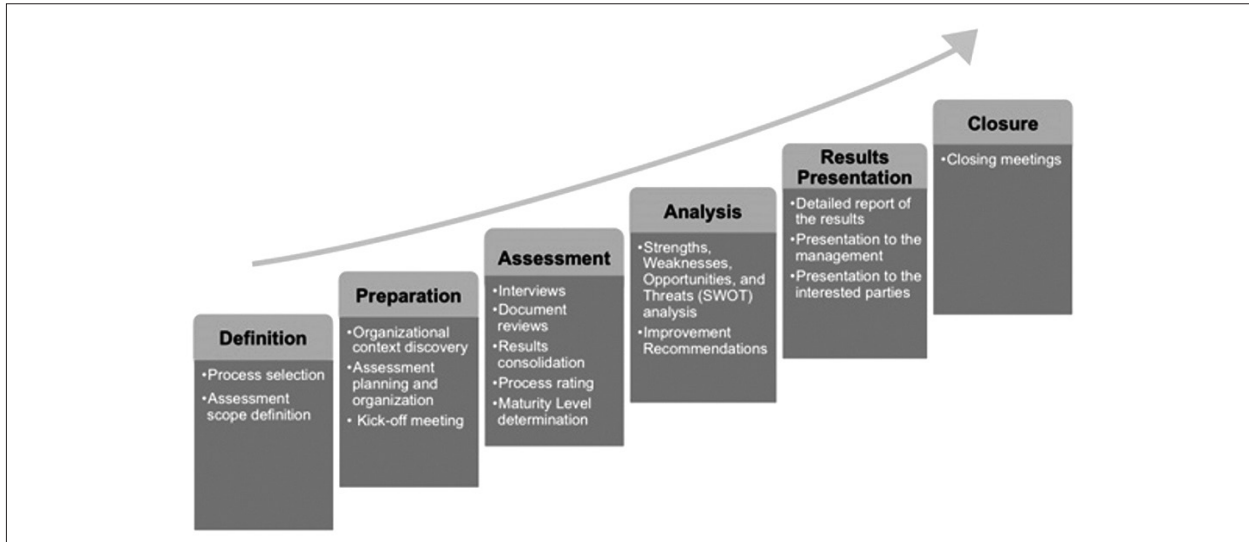 Definition
•Process selection
•Assessment
scope definition
Preparation
•Organizational
context discovery
•Assessment
planning and
organization
• Kick-off meeting
Assessment
•Interviews
•Document
reviews
•Results
consolidation
•Process rating
•Maturity Level
determination
Analysis
•Strengths,
Weaknesses,
Opportunities, and
Threats (SWOT)
analysis
•Improvement
Recommendations
Results
Presentation
•Detailed report of
the results
•Presentation to the
management
•Presentation to the
interested parties
Closure
•Closing meetings